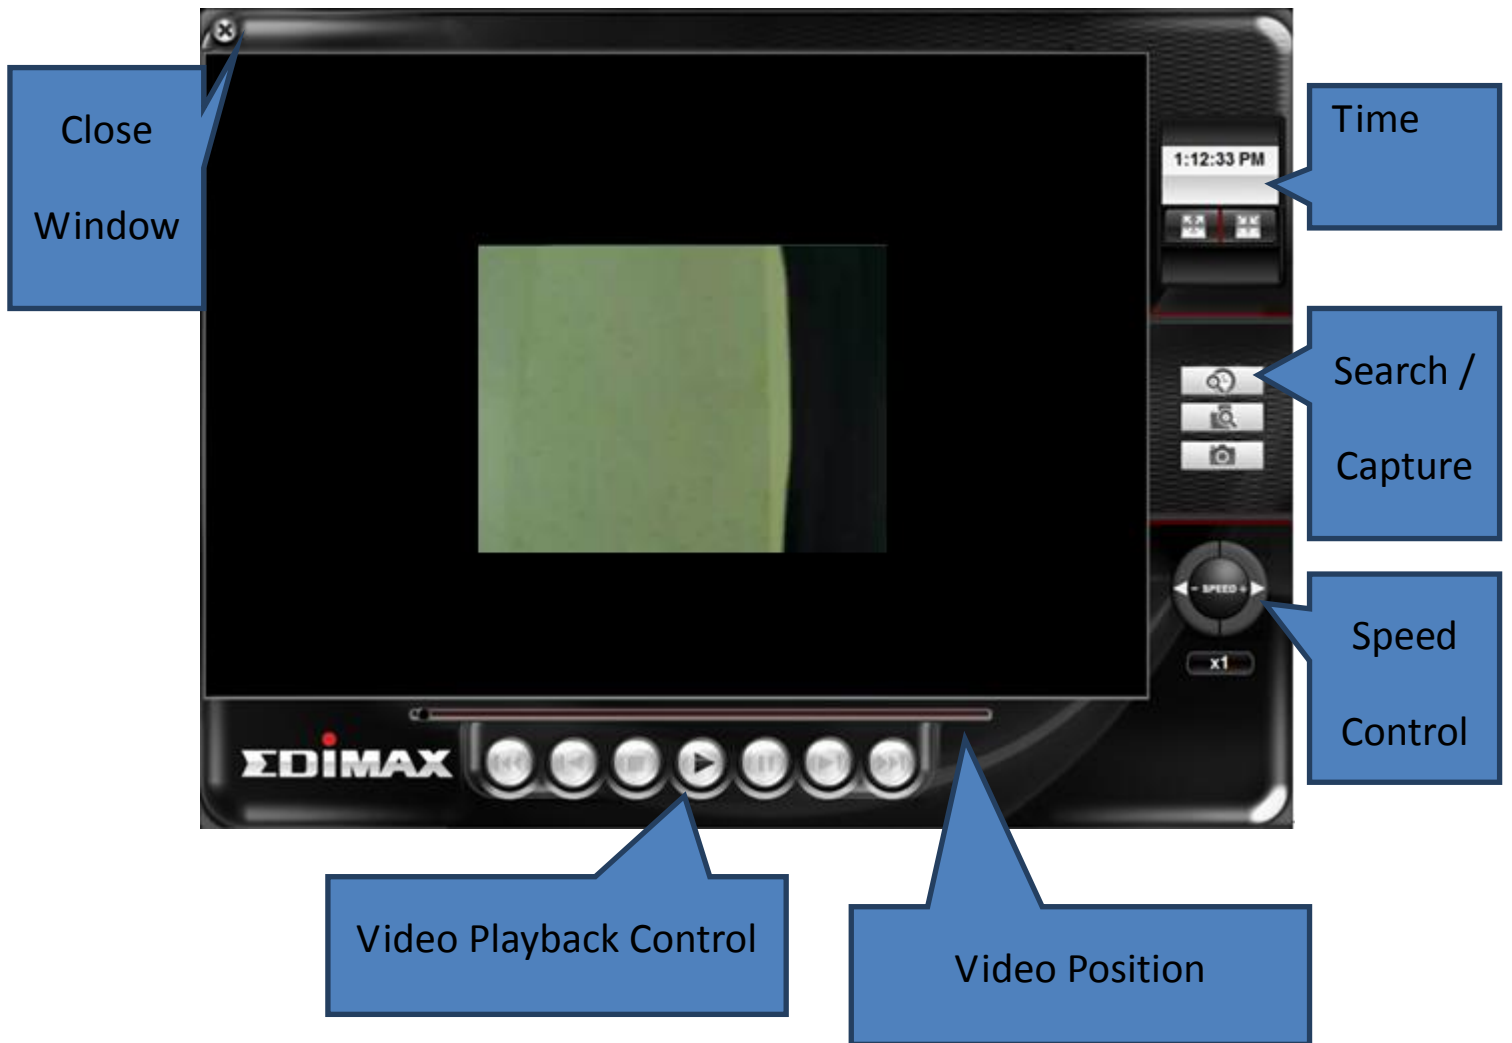 Close
Window
Time
1:12:33 PM
Search /
Capture
- SPEED +
x1
Speed
Control
EDIMAX
Video Playback Control
Video Position